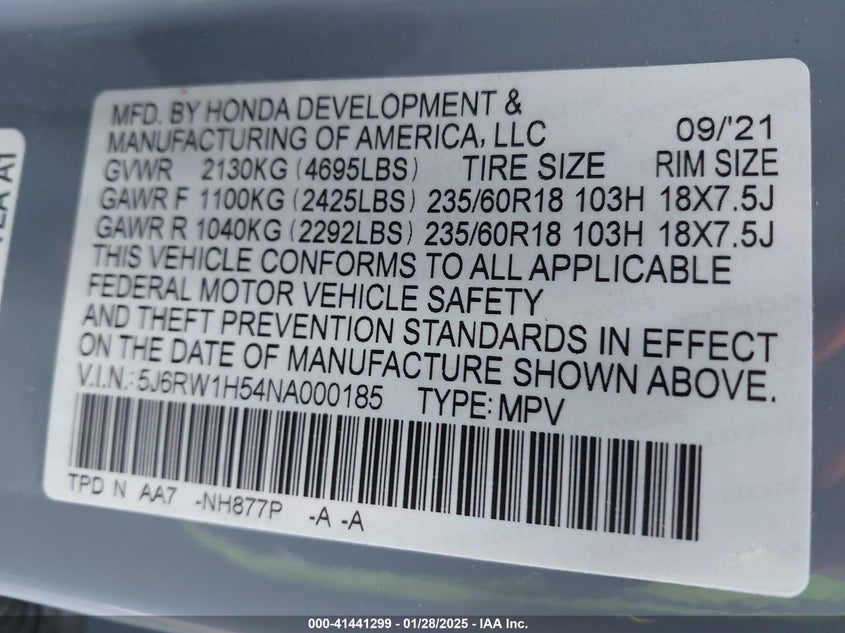 MFD. BY HONDA DEVELOPMENT &
MANUFACTURING OF AMERICA, LLC 09/'21
GVWR 2130KG (4695LBS) TIRE SIZE RIM SIZE
GAWR F 1100KG (2425LBS) 235/60R18 103H 18X7.5J
GAWR R 1040KG (2292LBS) 235/60R18 103H 18X7.5J
THIS VEHICLE CONFORMS TO ALL APPLICABLE
FEDERAL MOTOR VEHICLE SAFETY
AND THEFT PREVENTION STANDARDS IN EFFECT
ON THE DATE OF MANUFACTURE SHOWN ABOVE.
V.I.N.: 5J6RW1H54NA000185 TYPE: MPV
TPD N AA7 -NH877P -A -A
000-41441299 - 01/28/2025 - IAA Inc.